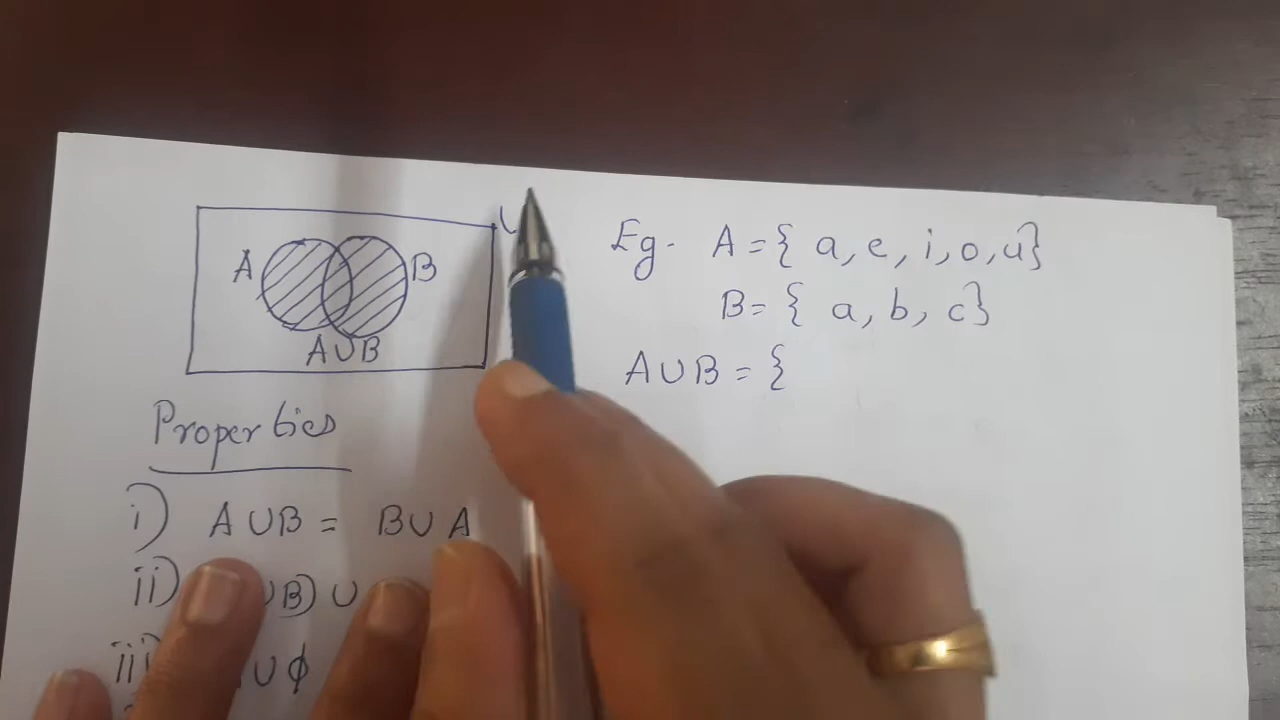 A B
A∪B
Eg. A = { a, e, i, o, u}
B = { a, b, c}
A∪B = {
Properties
i) A∪B = B∪A
ii) ∪B) ∪
iii) ∪ ϕ